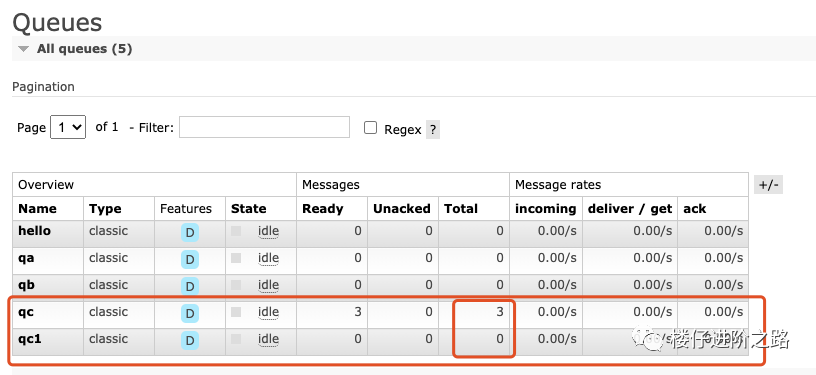 Queues
All queues (5)
Pagination
Page 1 of 1 - Filter: Regex ?
Overview Messages Message rates +/-
Name Type Features State Ready Unacked Total incoming deliver / get ack
hello classic D idle 0 0 0 0.00/s 0.00/s 0.00/s
qa classic D idle 0 0 0 0.00/s 0.00/s 0.00/s
qb classic D idle 0 0 0 0.00/s 0.00/s 0.00/s
qc classic D idle 3 0 3 0.00/s 0.00/s 0.00/s
qc1 classic D idle 0 0 0 0.00/s
楼仔进阶之路